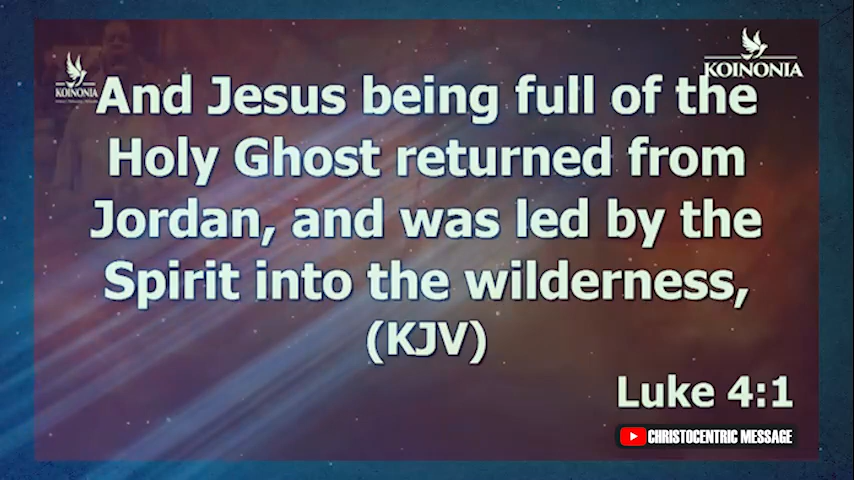 KOINONIA
KOINONIA
And Jesus being full of the
Holy Ghost returned from
Jordan, and was led by the
Spirit into the wilderness,
(KJV)
Luke 4:1
CHRISTOCENTRIC MESSAGE